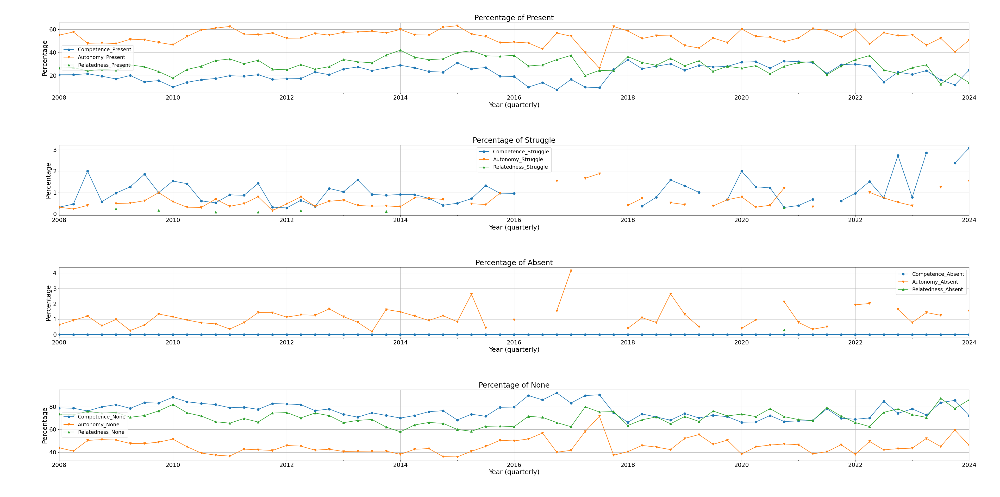 Percentage of Present
Percentage
60
40
20
Competence_Present
Autonomy_Present
Relatedness_Present
2008 2010 2012 2014 2016 2018 2020 2022 2024
Year (quarterly)
Percentage of Struggle
Percentage
3
2
1
0
Competence_Struggle
Autonomy_Struggle
Relatedness_Struggle
2008 2010 2012 2014 2016 2018 2020 2022 2024
Year (quarterly)
Percentage of Absent
Percentage
4
3
2
1
0
Competence_Absent
Autonomy_Absent
Relatedness_Absent
2008 2010 2012 2014 2016 2018 2020 2022 2024
Year (quarterly)
Percentage of None
Percentage
80
60
40
Competence_None
Autonomy_None
Relatedness_None
2008 2010 2012 2014 2016 2018 2020 2022 2024
Year (quarterly)